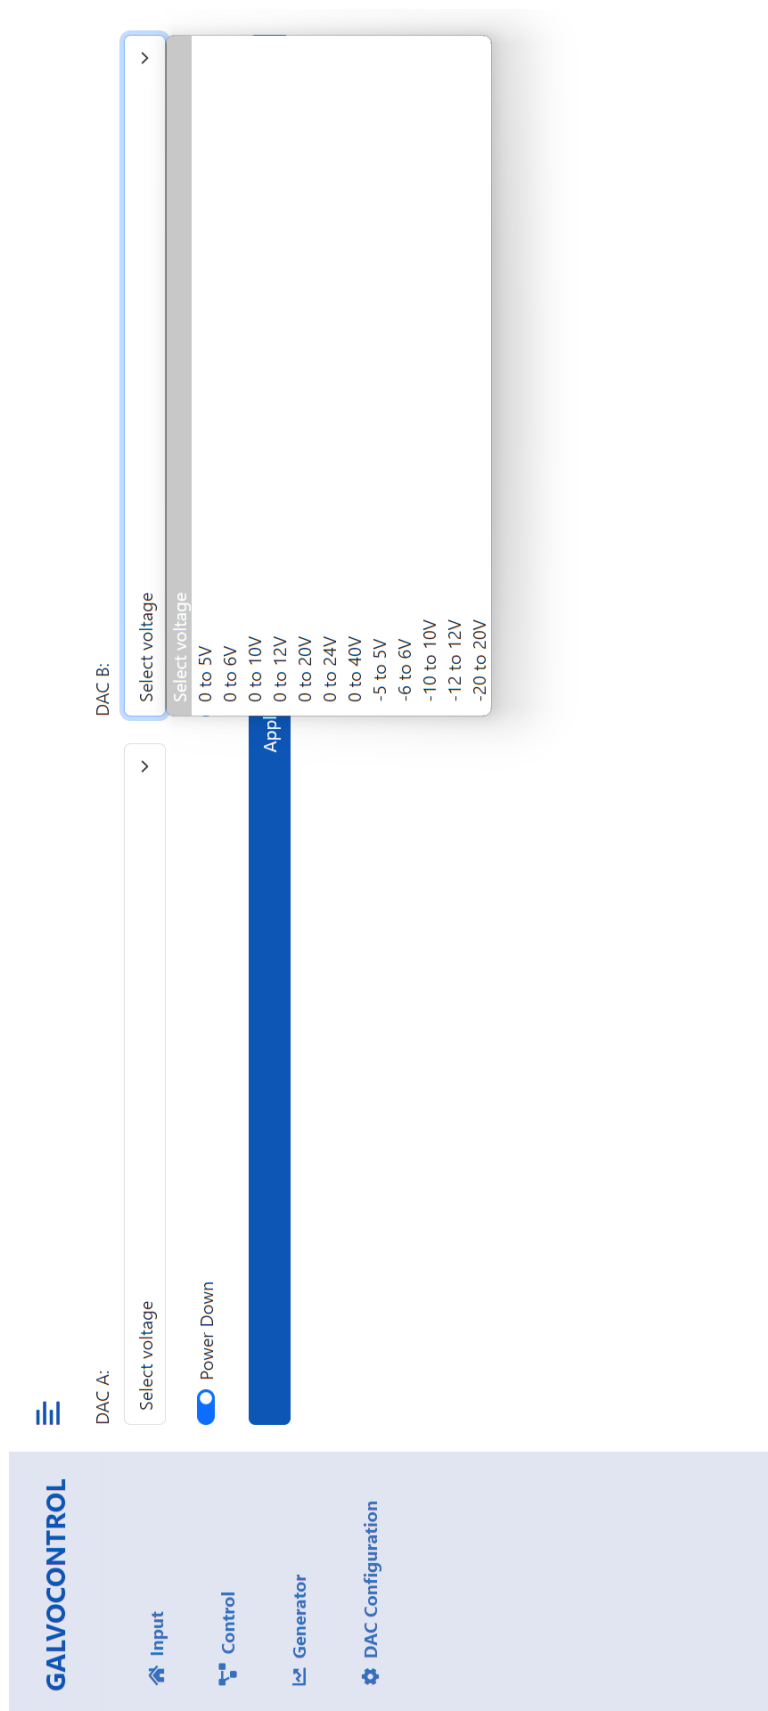 GALVOCONTROL
Input
Control
Generator
DAC Configuration
DAC A:
Select voltage
Power Down
DAC B:
Select voltage
Select voltage
0 to 5V
0 to 6V
0 to 10V
0 to 12V
0 to 20V
0 to 24V
0 to 40V
-5 to 5V
-6 to 6V
-10 to 10V
-12 to 12V
-20 to 20V
Appl